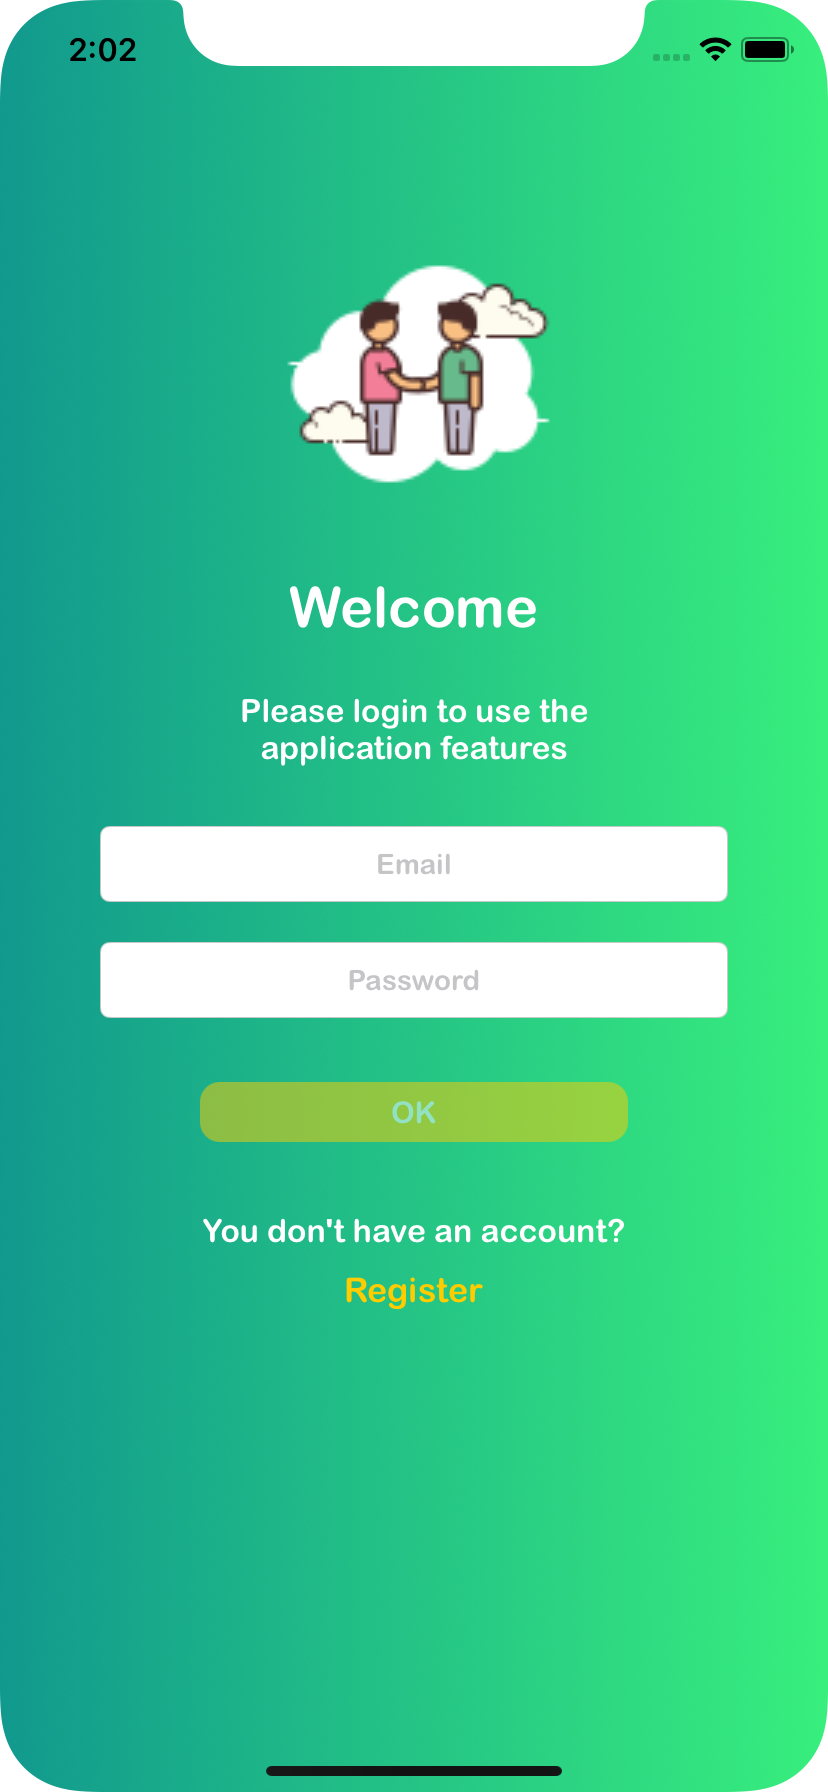 2:02
Welcome
Please login to use the
application features
Email
Password
OK
You don't have an account?
Register